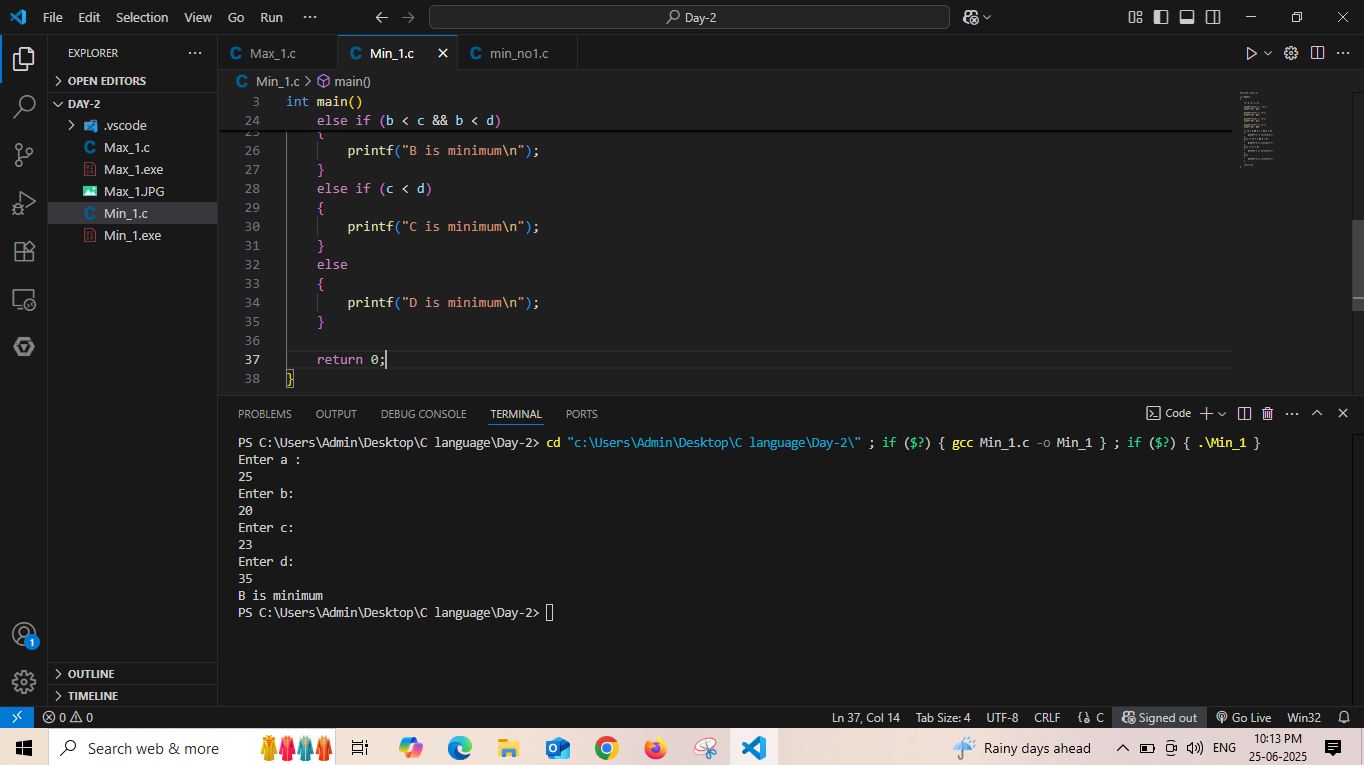 File Edit Selection View Go Run ··· Day-2
EXPLORER ···
OPEN EDITORS
DAY-2
.vscode
Max_1.c
Max_1.exe
Max_1.JPG
Min_1.c
Min_1.exe
OUTLINE
TIMELINE
1
Max_1.c Min_1.c min_no1.c
Min_1.c > main()
3 int main()
24 else if (b < c && b < d)
25 {
26 printf("B is minimum\n");
27 }
28 else if (c < d)
29 {
30 printf("C is minimum\n");
31 }
32 else
33 {
34 printf("D is minimum\n");
35 }
36
37 return 0;
38 }
PROBLEMS OUTPUT DEBUG CONSOLE TERMINAL PORTS Code
PS C:\Users\Admin\Desktop\C language\Day-2> cd "c:\Users\Admin\Desktop\C language\Day-2\" ; if ($?) { gcc Min_1.c -o Min_1 } ; if ($?) { .\Min_1 }
Enter a :
25
Enter b:
20
Enter c:
23
Enter d:
35
B is minimum
PS C:\Users\Admin\Desktop\C language\Day-2>
0 0 Ln 37, Col 14 Tab Size: 4 UTF-8 CRLF {} C Signed out Go Live Win32
Search web & more Rainy days ahead ENG 10:13 PM
25-06-2025